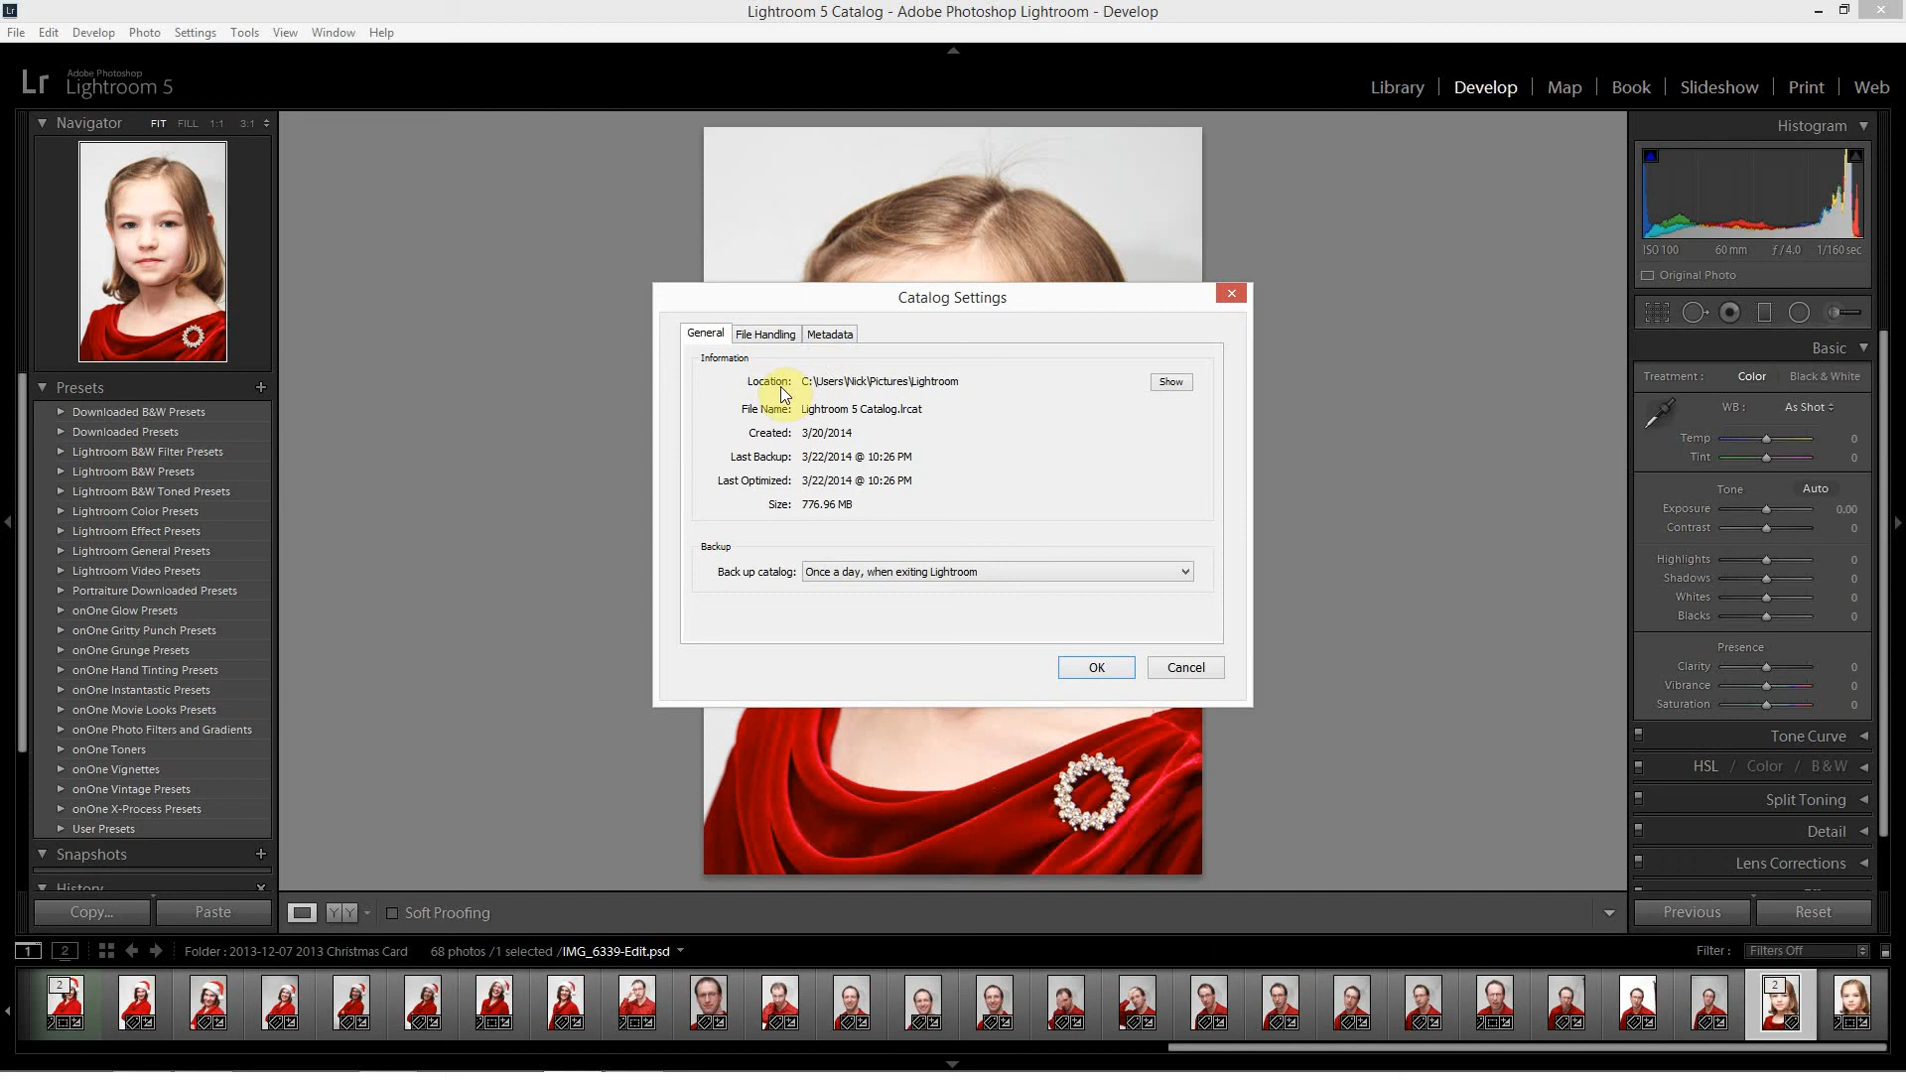 Lr
Lightroom 5 Catalog - Adobe Photoshop Lightroom - Develop
File Edit Develop Photo Settings Tools View Window Help
Lr Adobe Photoshop
Lightroom 5
Library Develop Map Book Slideshow Print Web
Navigator FIT FILL 1:1 3:1
Presets +
Downloaded B&W Presets
Downloaded Presets
Lightroom B&W Filter Presets
Lightroom B&W Presets
Lightroom B&W Toned Presets
Lightroom Color Presets
Lightroom Effect Presets
Lightroom General Presets
Lightroom Video Presets
Portraiture Downloaded Presets
onOne Glow Presets
onOne Gritty Punch Presets
onOne Grunge Presets
onOne Hand Tinting Presets
onOne Instantastic Presets
onOne Movie Looks Presets
onOne Photo Filters and Gradients
onOne Toners
onOne Vignettes
onOne Vintage Presets
onOne X-Process Presets
User Presets
Snapshots +
History
Copy... Paste
Catalog Settings
General File Handling Metadata
Information
Location: C:\Users\Nick\Pictures\Lightroom Show
File Name: Lightroom 5 Catalog.lrcat
Created: 3/20/2014
Last Backup: 3/22/2014 @ 10:26 PM
Last Optimized: 3/22/2014 @ 10:26 PM
Size: 776.96 MB
Backup
Back up catalog: Once a day, when exiting Lightroom
OK Cancel
Histogram
ISO 100 60 mm ƒ / 4.0 1/160 sec
Original Photo
Basic
Treatment : Color Black & White
WB : As Shot
Temp 0
Tint 0
Tone Auto
Exposure 0.00
Contrast 0
Highlights 0
Shadows 0
Whites 0
Blacks 0
Presence
Clarity 0
Vibrance 0
Saturation 0
Tone Curve
HSL / Color / B & W
Split Toning
Detail
Lens Corrections
Previous Reset
YY Soft Proofing
1 2 Folder : 2013-12-07 2013 Christmas Card 68 photos / 1 selected / IMG_6339-Edit.psd Filter : Filters Off
2
2